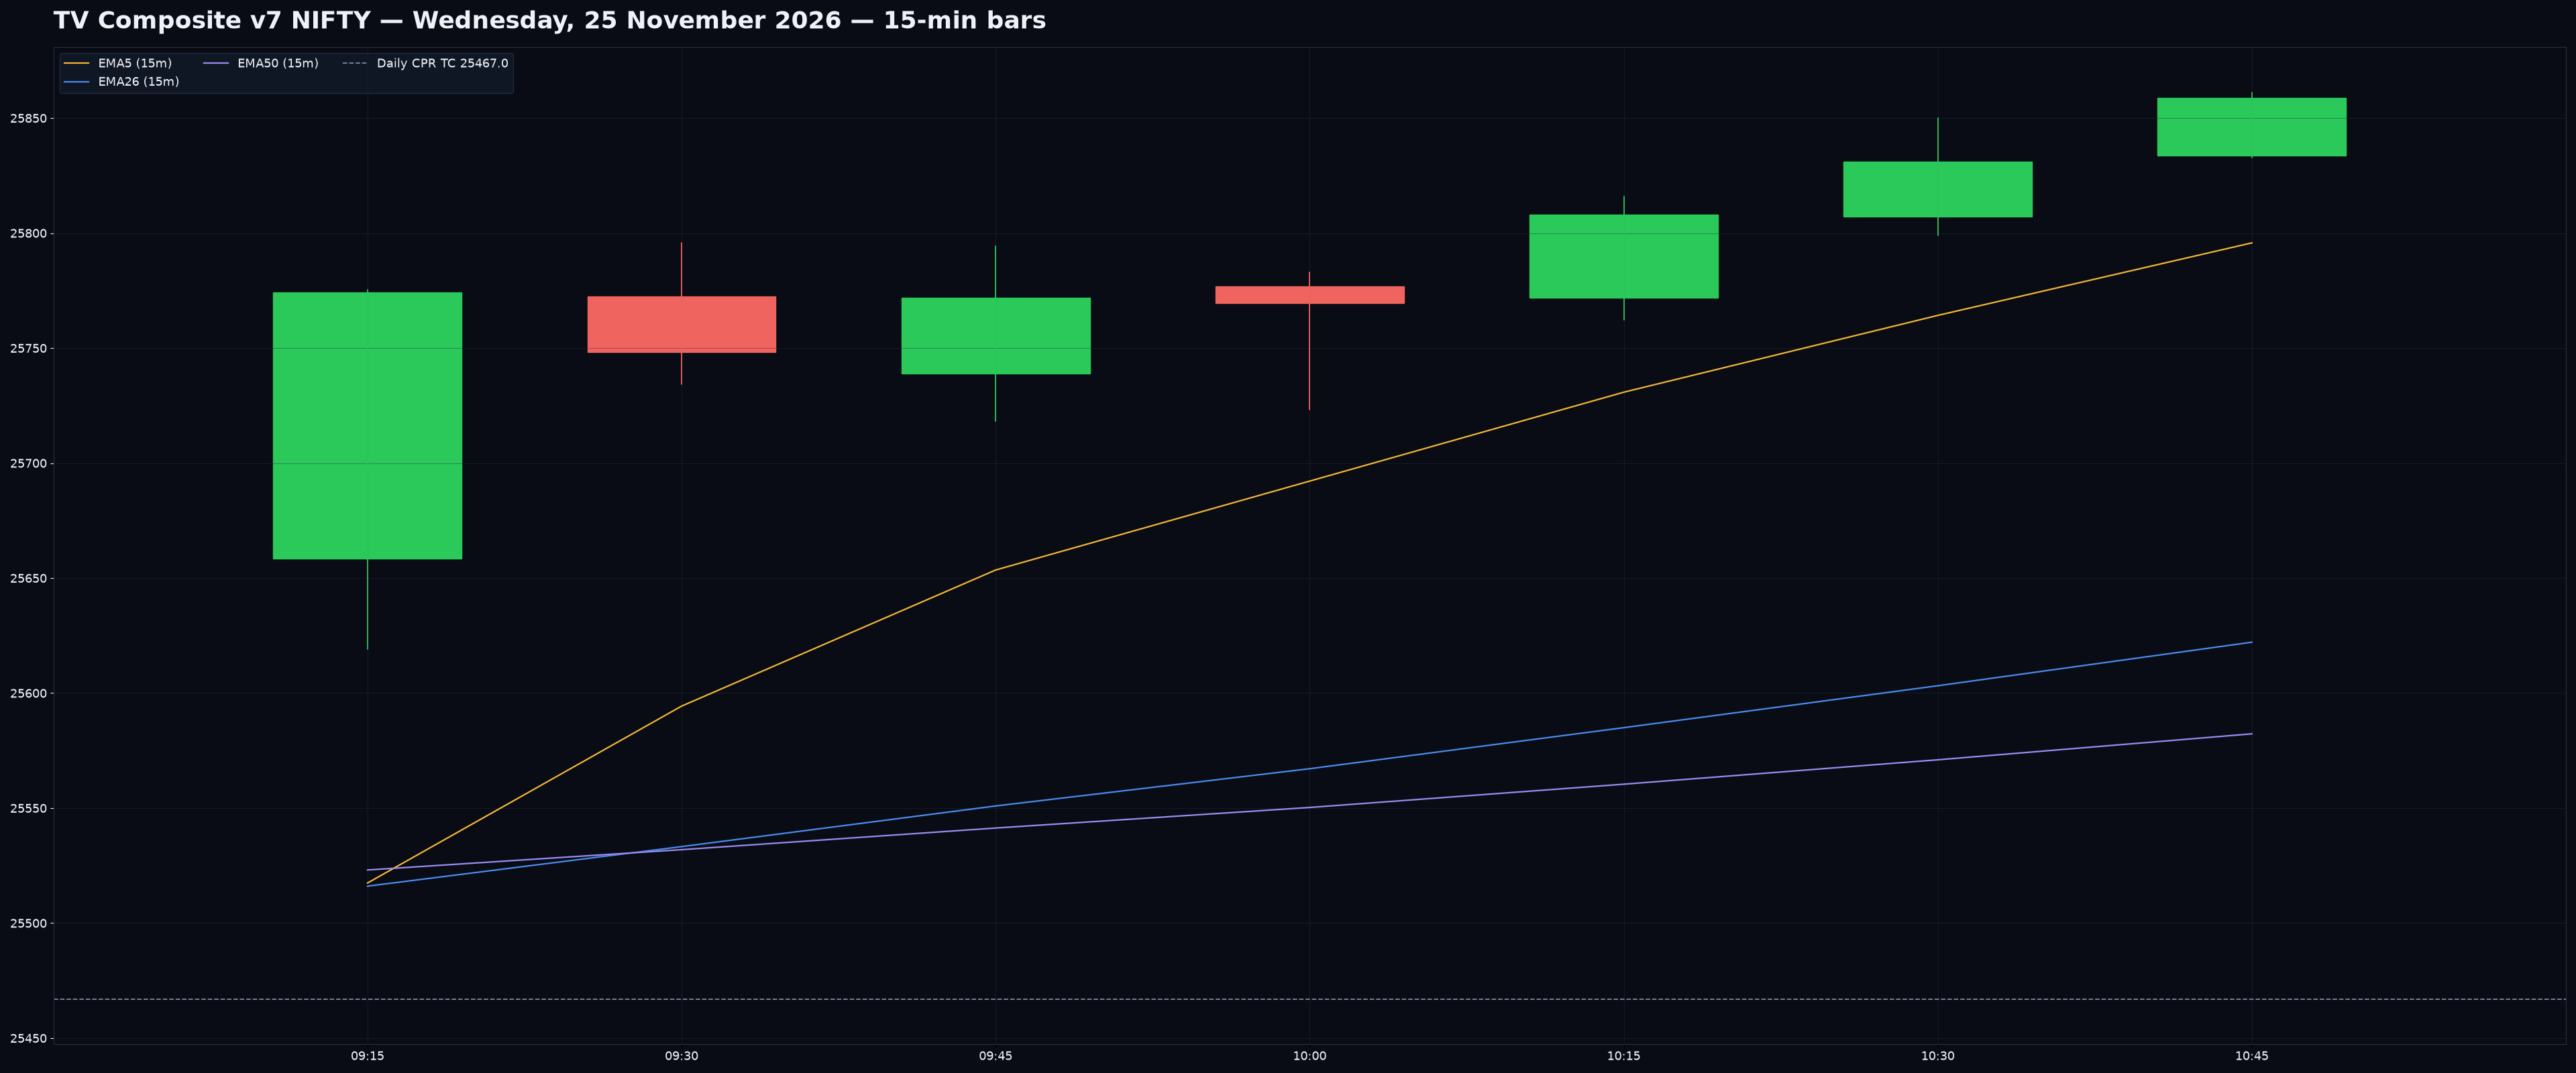 TV Composite v7 NIFTY — Wednesday, 25 November 2026 — 15-min bars
EMA5 (15m)
EMA26 (15m)
EMA50 (15m)
Daily CPR TC 25467.0
25850
25800
25750
25700
25650
25600
25550
25500
25450
09:15 09:30 09:45 10:00 10:15 10:30 10:45